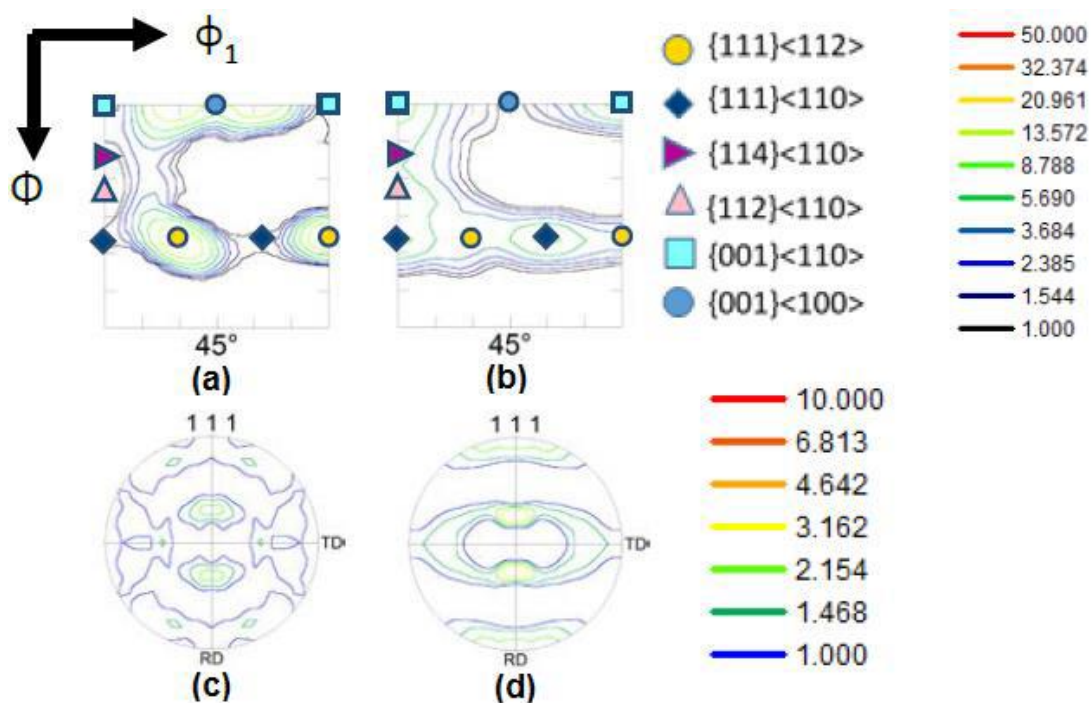 ϕ1
Φ
{111}<112>
{111}<110>
{114}<110>
{112}<110>
{001}<110>
{001}<100>
50.000
32.374
20.961
13.572
8.788
5.690
3.684
2.385
1.544
1.000
45°
45°
(a)
(b)
1 1 1
1 1 1
TD
TD
RD
RD
(c)
(d)
10.000
6.813
4.642
3.162
2.154
1.468
1.000